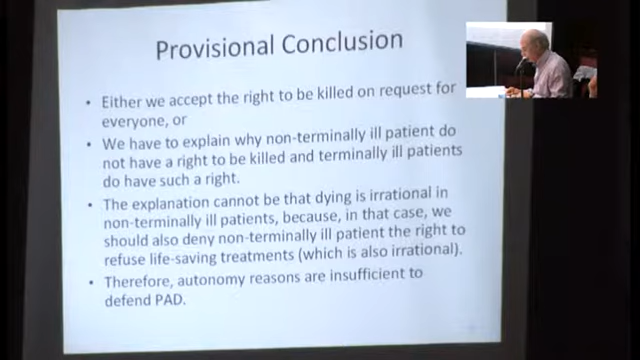 Provisional Conclusion
• Either we accept the right to be killed on request for
everyone, or
• We have to explain why non-terminally ill patient do
not have a right to be killed and terminally ill patients
do have such a right.
• The explanation cannot be that dying is irrational in
non-terminally ill patients, because, in that case, we
should also deny non-terminally ill patient the right to
refuse life-saving treatments (which is also irrational).
• Therefore, autonomy reasons are insufficient to
defend PAD.